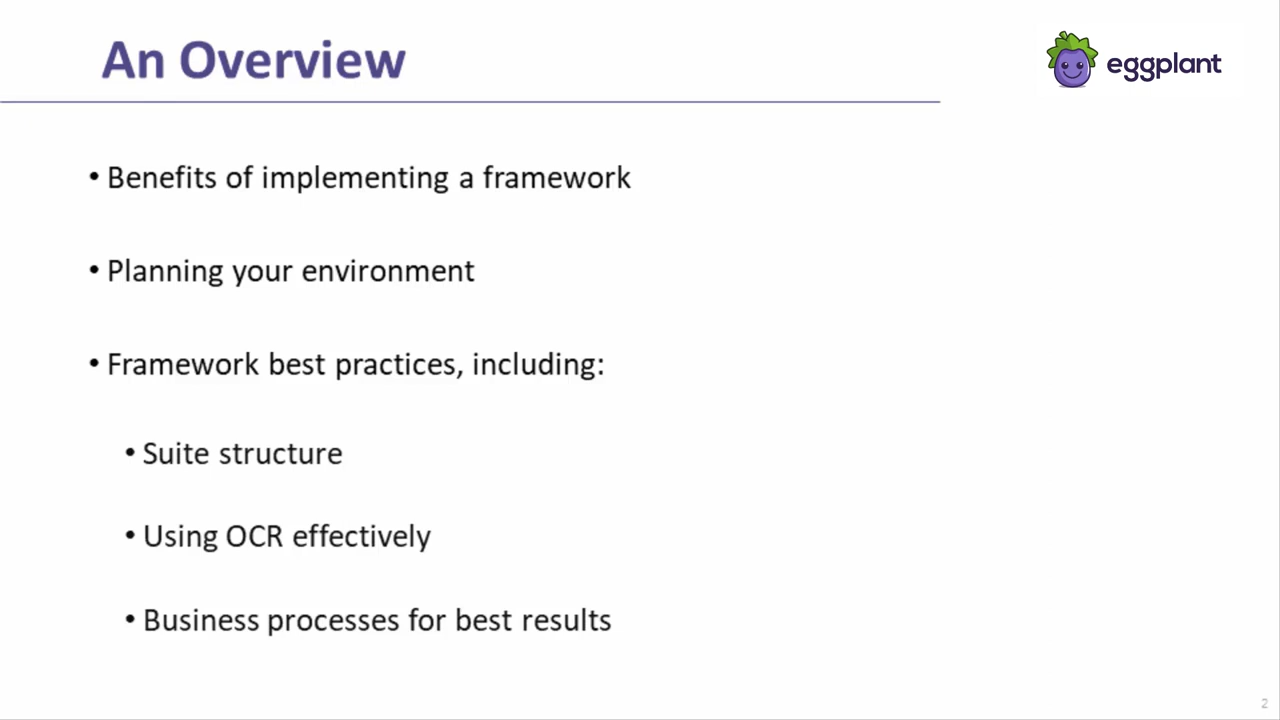 An Overview
eggplant
• Benefits of implementing a framework
• Planning your environment
• Framework best practices, including:
• Suite structure
• Using OCR effectively
• Business processes for best results
2